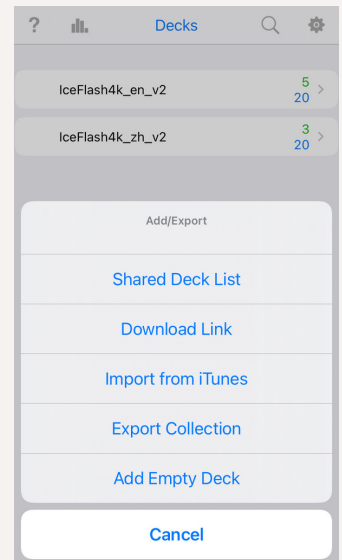 ? Decks
IceFlash4k_en_v2 5
20
IceFlash4k_zh_v2 3
20
Add/Export
Shared Deck List
Download Link
Import from iTunes
Export Collection
Add Empty Deck
Cancel